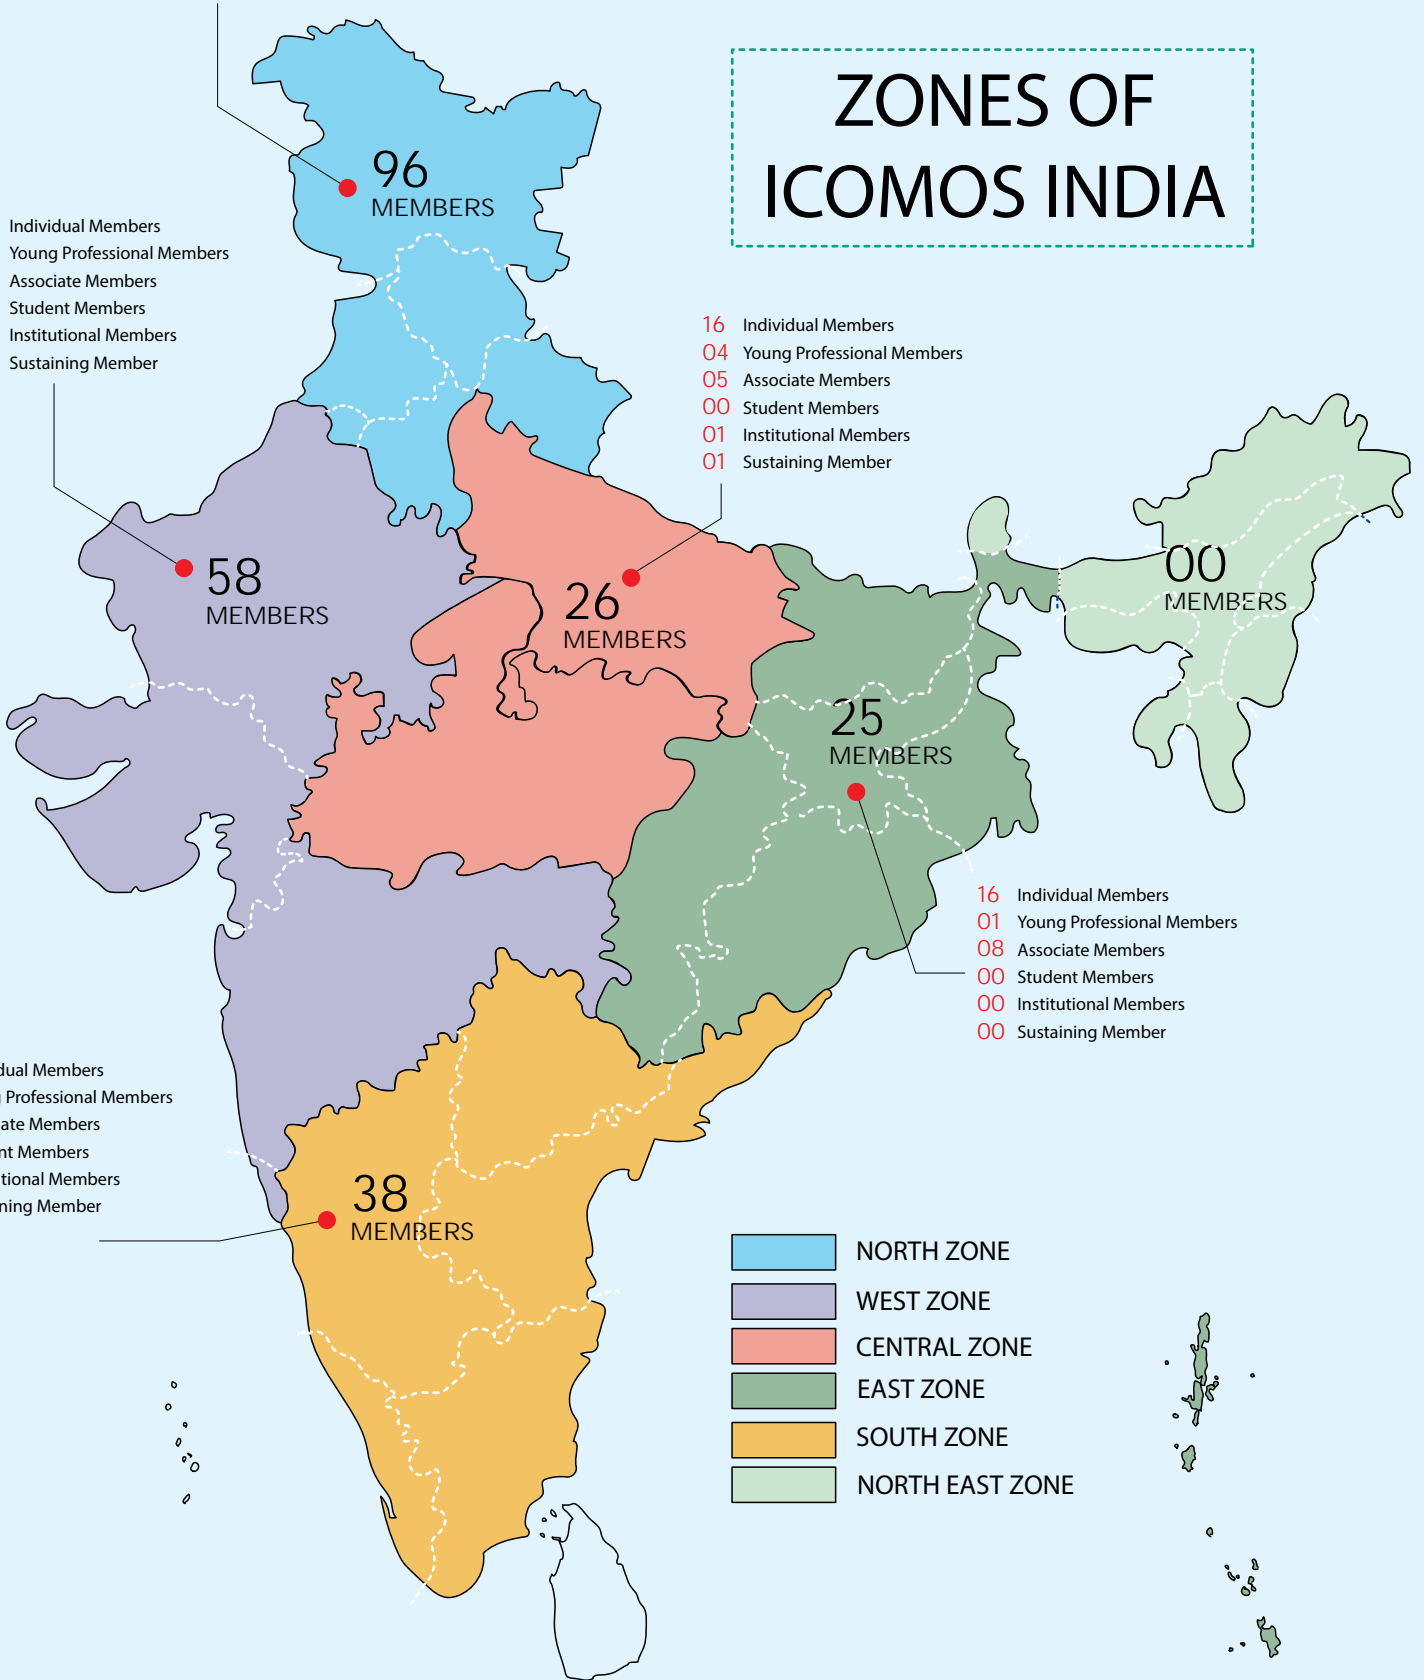 ZONES OF
ICOMOS INDIA
96
MEMBERS
Individual Members
Young Professional Members
Associate Members
Student Members
Institutional Members
Sustaining Member
16 Individual Members
04 Young Professional Members
05 Associate Members
00 Student Members
01 Institutional Members
01 Sustaining Member
58
MEMBERS
26
MEMBERS
00
MEMBERS
25
MEMBERS
16 Individual Members
01 Young Professional Members
08 Associate Members
00 Student Members
00 Institutional Members
00 Sustaining Member
Members
Professional Members
Members
Members
Members
Member
38
MEMBERS
NORTH ZONE
WEST ZONE
CENTRAL ZONE
EAST ZONE
SOUTH ZONE
NORTH EAST ZONE